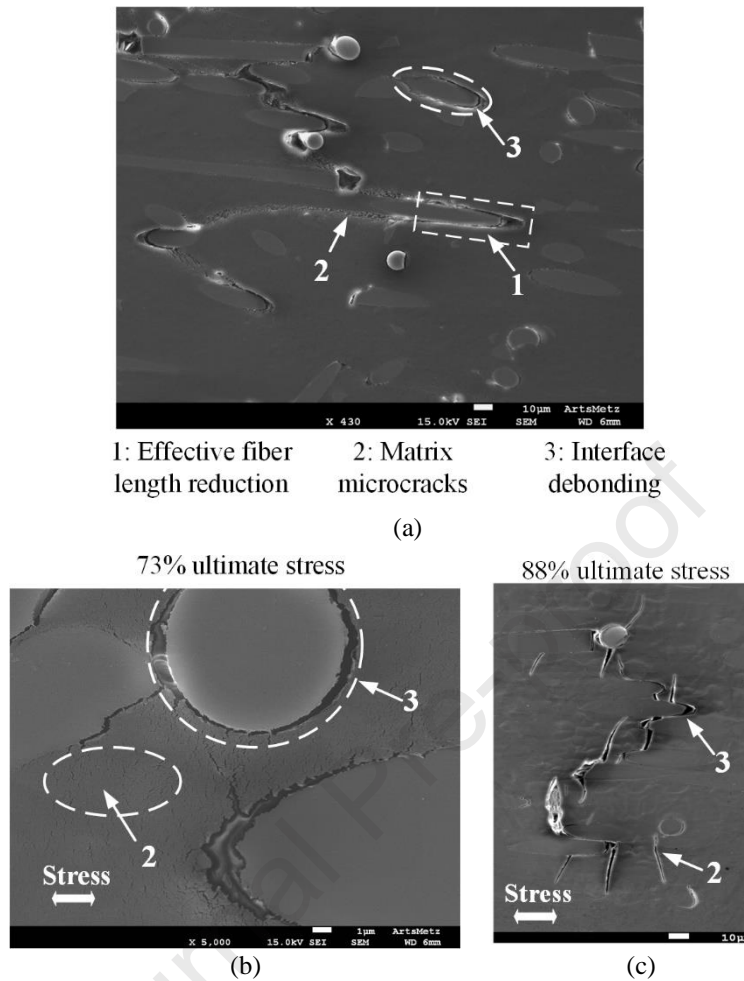 3
2
1
10μm ArtsMetz
X 430 15.0kV SEI SEM WD 6mm
1: Effective fiber 2: Matrix 3: Interface
length reduction microcracks debonding
(a)
73% ultimate stress 88% ultimate stress
3
3
2
2
Stress
Stress
1μm ArtsMetz
X 5,000 15.0kV SEI SEM WD 6mm
10μ
(b) (c)